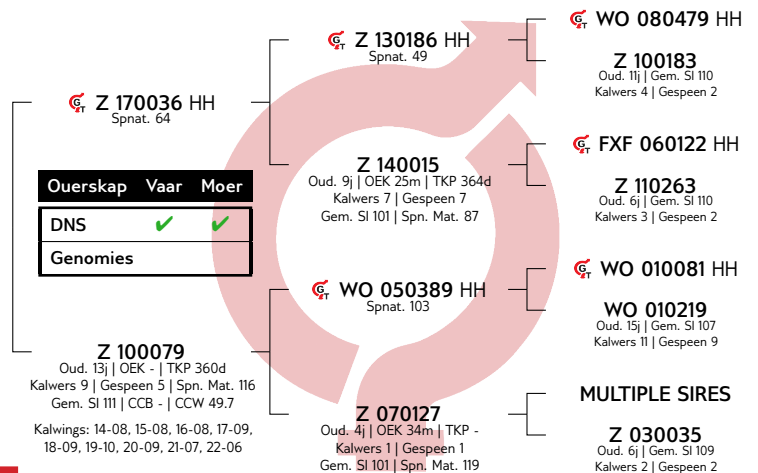 WO 080479 HH
Z 130186 HH
Spnat. 49
Z 100183
Oud. 11j | Gem. SI 110
Kalwers 4 | Gespeen 2
Z 170036 HH
Spnat. 64
FXF 060122 HH
Z 140015
Oud. 9j | OEK 25m | TKP 364d
Kalwers 7 | Gespeen 7
Gem. SI 101 | Spn. Mat. 87
Z 110263
Oud. 6j | Gem. SI 110
Kalwers 3 | Gespeen 2
Ouerskap Vaar Moer
DNS ✔ ✔
Genomies
WO 010081 HH
WO 050389 HH
Spnat. 103
WO 010219
Oud. 15j | Gem. SI 107
Kalwers 11 | Gespeen 9
Z 100079
Oud. 13j | OEK - | TKP 360d
Kalwers 9 | Gespeen 5 | Spn. Mat. 116
Gem. SI 111 | CCB - | CCW 49.7
Kalwings: 14-08, 15-08, 16-08, 17-09,
18-09, 19-10, 20-09, 21-07, 22-06
MULTIPLE SIRES
Z 070127
Oud. 4j | OEK 34m | TKP -
Kalwers 1 | Gespeen 1
Gem. SI 101 | Spn. Mat. 119
Z 030035
Oud. 6j | Gem. SI 109
Kalwers 2 | Gespeen 2